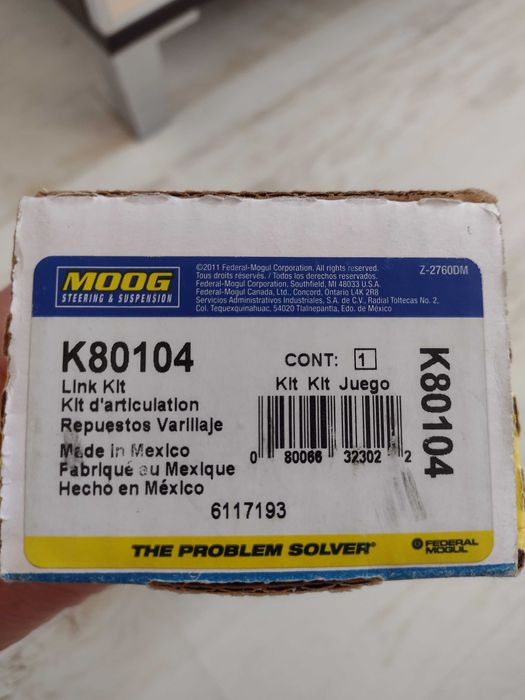 MOOG
STEERING & SUSPENSION
©2011 Federal-Mogul Corporation. All rights reserved.
Tous droits réservés. / Todos los derechos reservados.
Federal-Mogul Corporation, Southfield, MI 48033 U.S.A.
Federal-Mogul Canada, Ltd., Concord, Ontario L4K 2R8
Servicios Administrativos Industriales, S.A. de C.V., Radial Toltecas No. 2,
Col. Tequexquinahuac, 54020 Tlalnepantla, Edo. de México
Z-2760DM
K80104
Link Kit
Kit d'articulation
Repuestos Varillaje
Made in Mexico
Fabriqué au Mexique
Hecho en México
CONT: 1
Kit Kit Juego
0 80066 32302 2
K80104
6117193
THE PROBLEM SOLVER®
FEDERAL
MOGUL